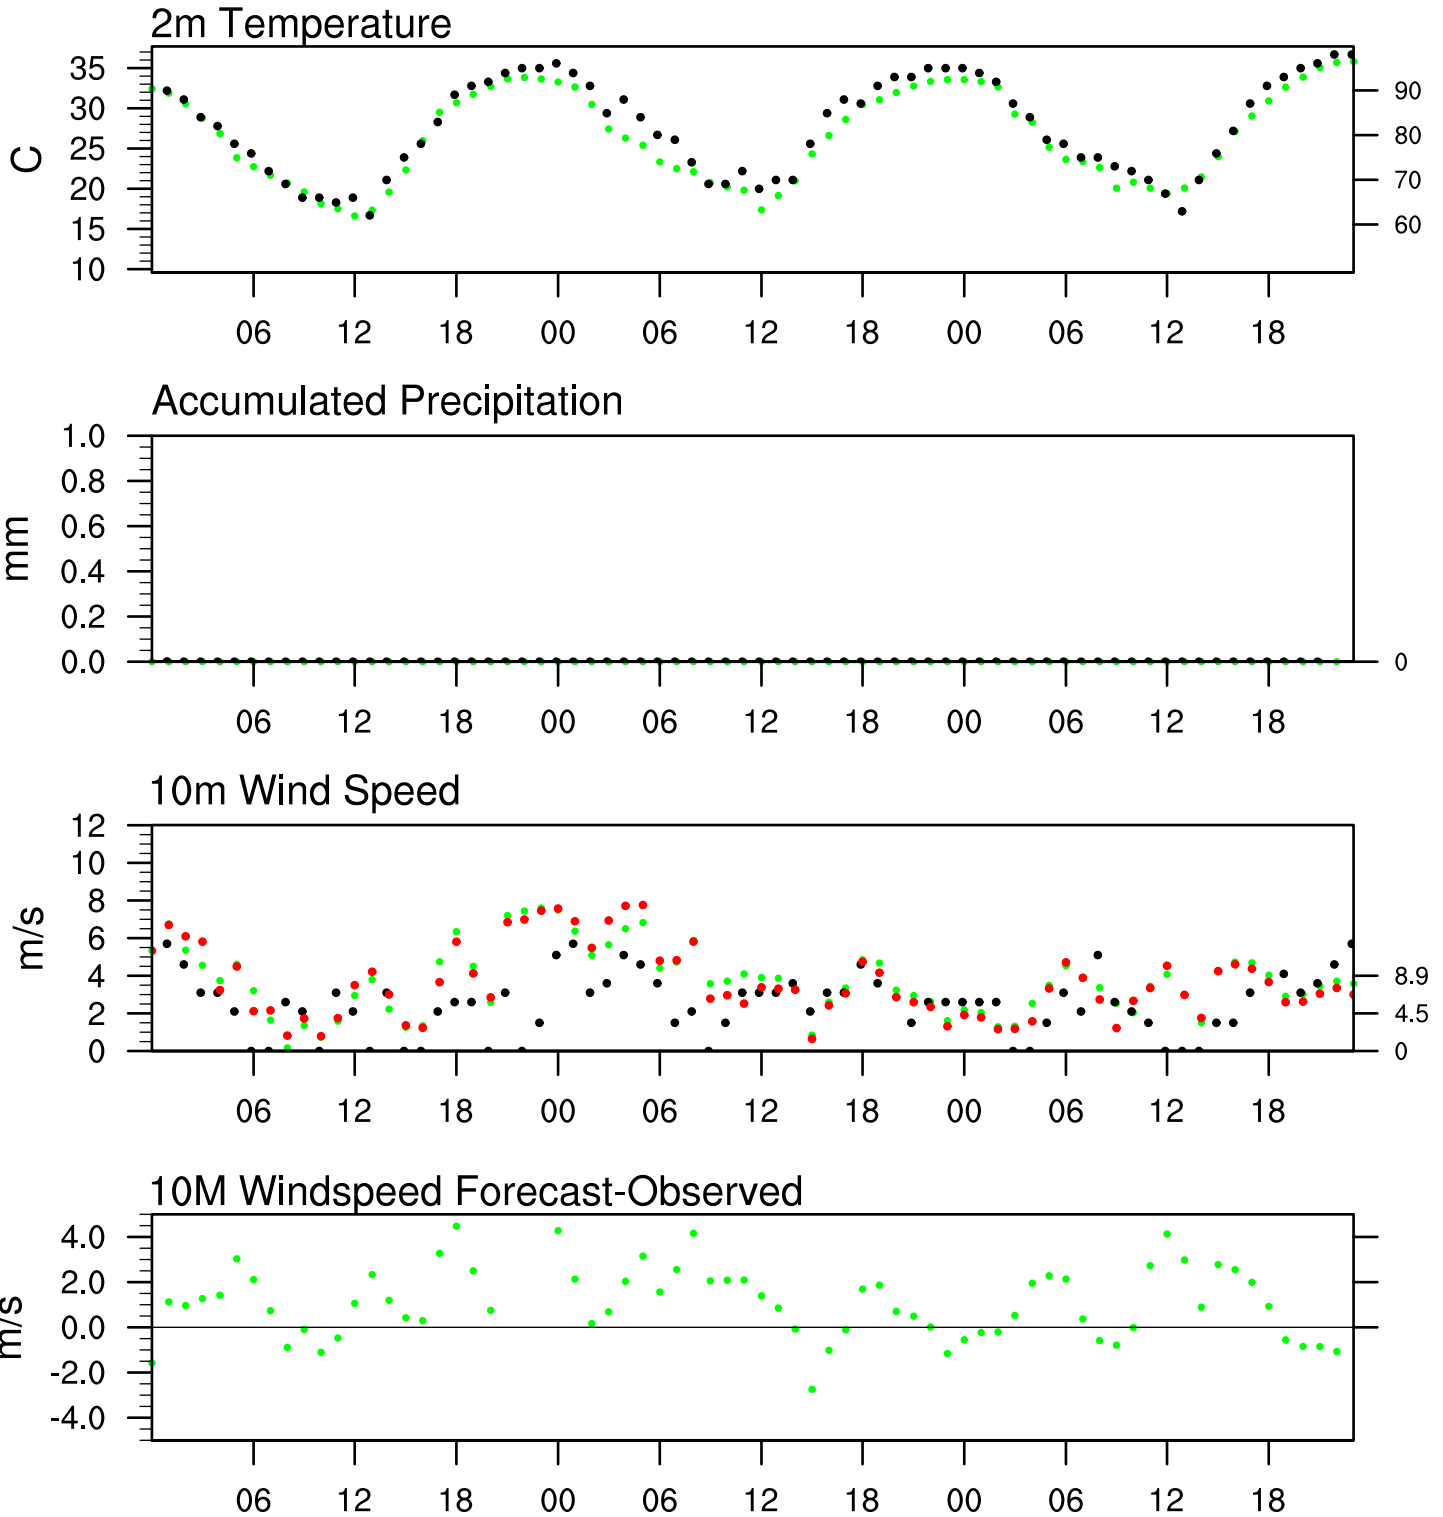 2m Temperature
35
30
25
20
15
10
C
90
80
70
60
06 12 18 00 06 12 18 00 06 12 18
Accumulated Precipitation
1.0
0.8
0.6
0.4
0.2
0.0
mm
0
06 12 18 00 06 12 18 00 06 12 18
10m Wind Speed
12
10
8
6
4
2
0
m/s
8.9
4.5
0
06 12 18 00 06 12 18 00 06 12 18
10M Windspeed Forecast-Observed
4.0
2.0
0.0
-2.0
-4.0
m/s
06 12 18 00 06 12 18 00 06 12 18